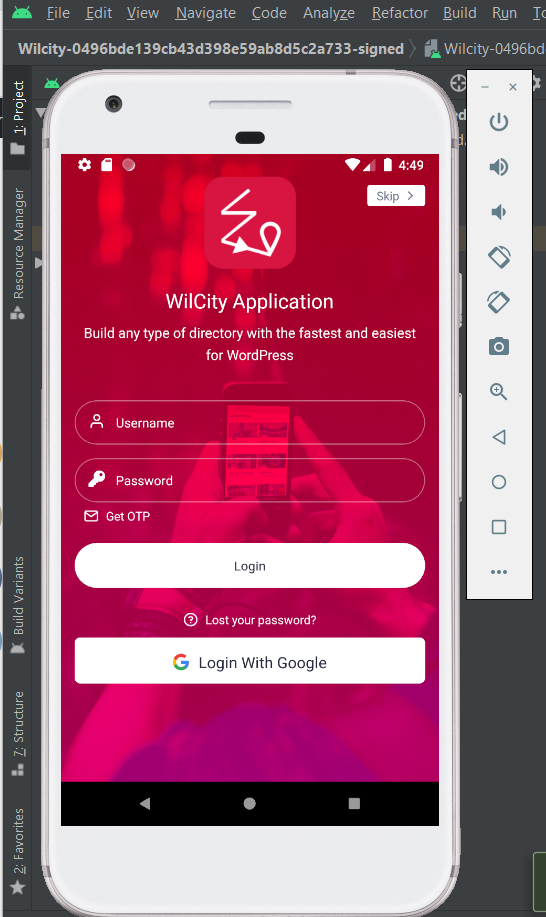 File Edit View Navigate Code Analyze Refactor Build Run
Wilcity-0496bde139cb43d398e59ab8d5c2a733-signed Wilcity-0496bd
1: Project
Resource Manager
Build Variants
7: Structure
2: Favorites
4:49
Skip
WilCity Application
Build any type of directory with the fastest and easiest
for WordPress
Username
Password
Get OTP
Login
Lost your password?
Login With Google